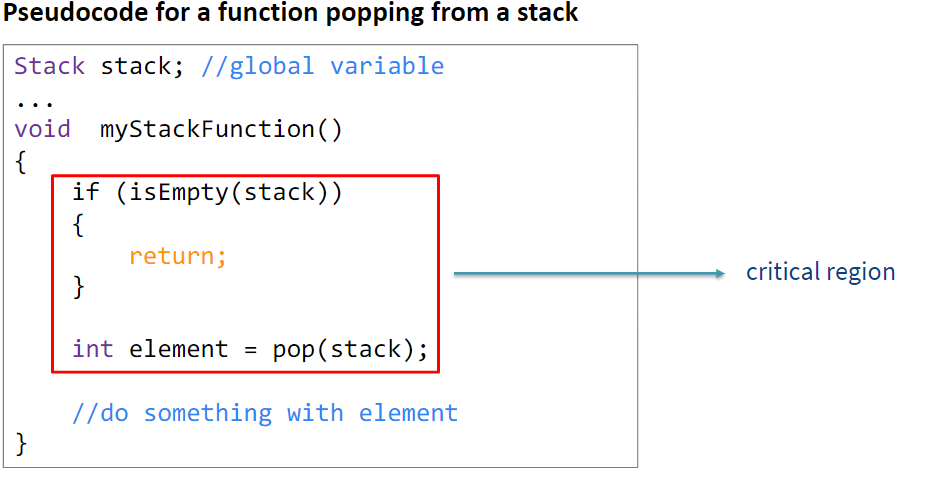 Pseudocode for a function popping from a stack
Stack stack; //global variable
...
void  myStackFunction()
{
    if (isEmpty(stack))
    {
        return;
    }
    int element = pop(stack);
    //do something with element
}
critical region